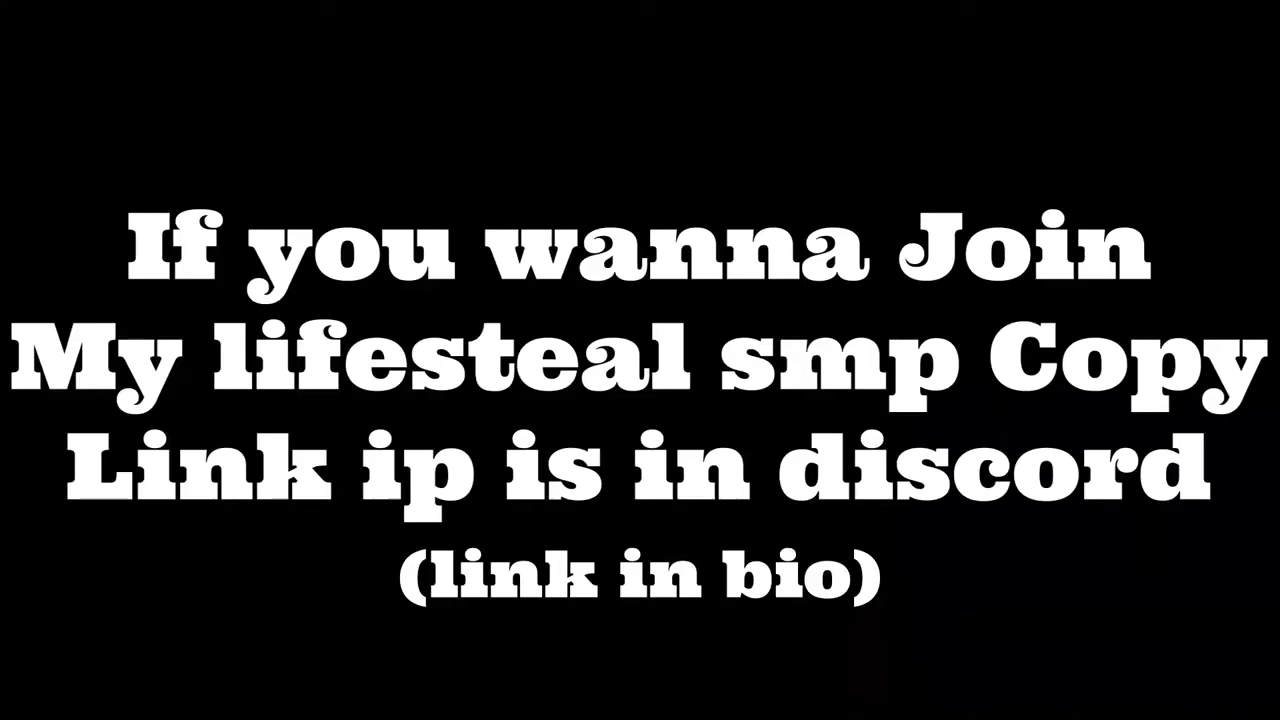 If you wanna Join
My lifesteal smp Copy
Link ip is in discord
(link in bio)